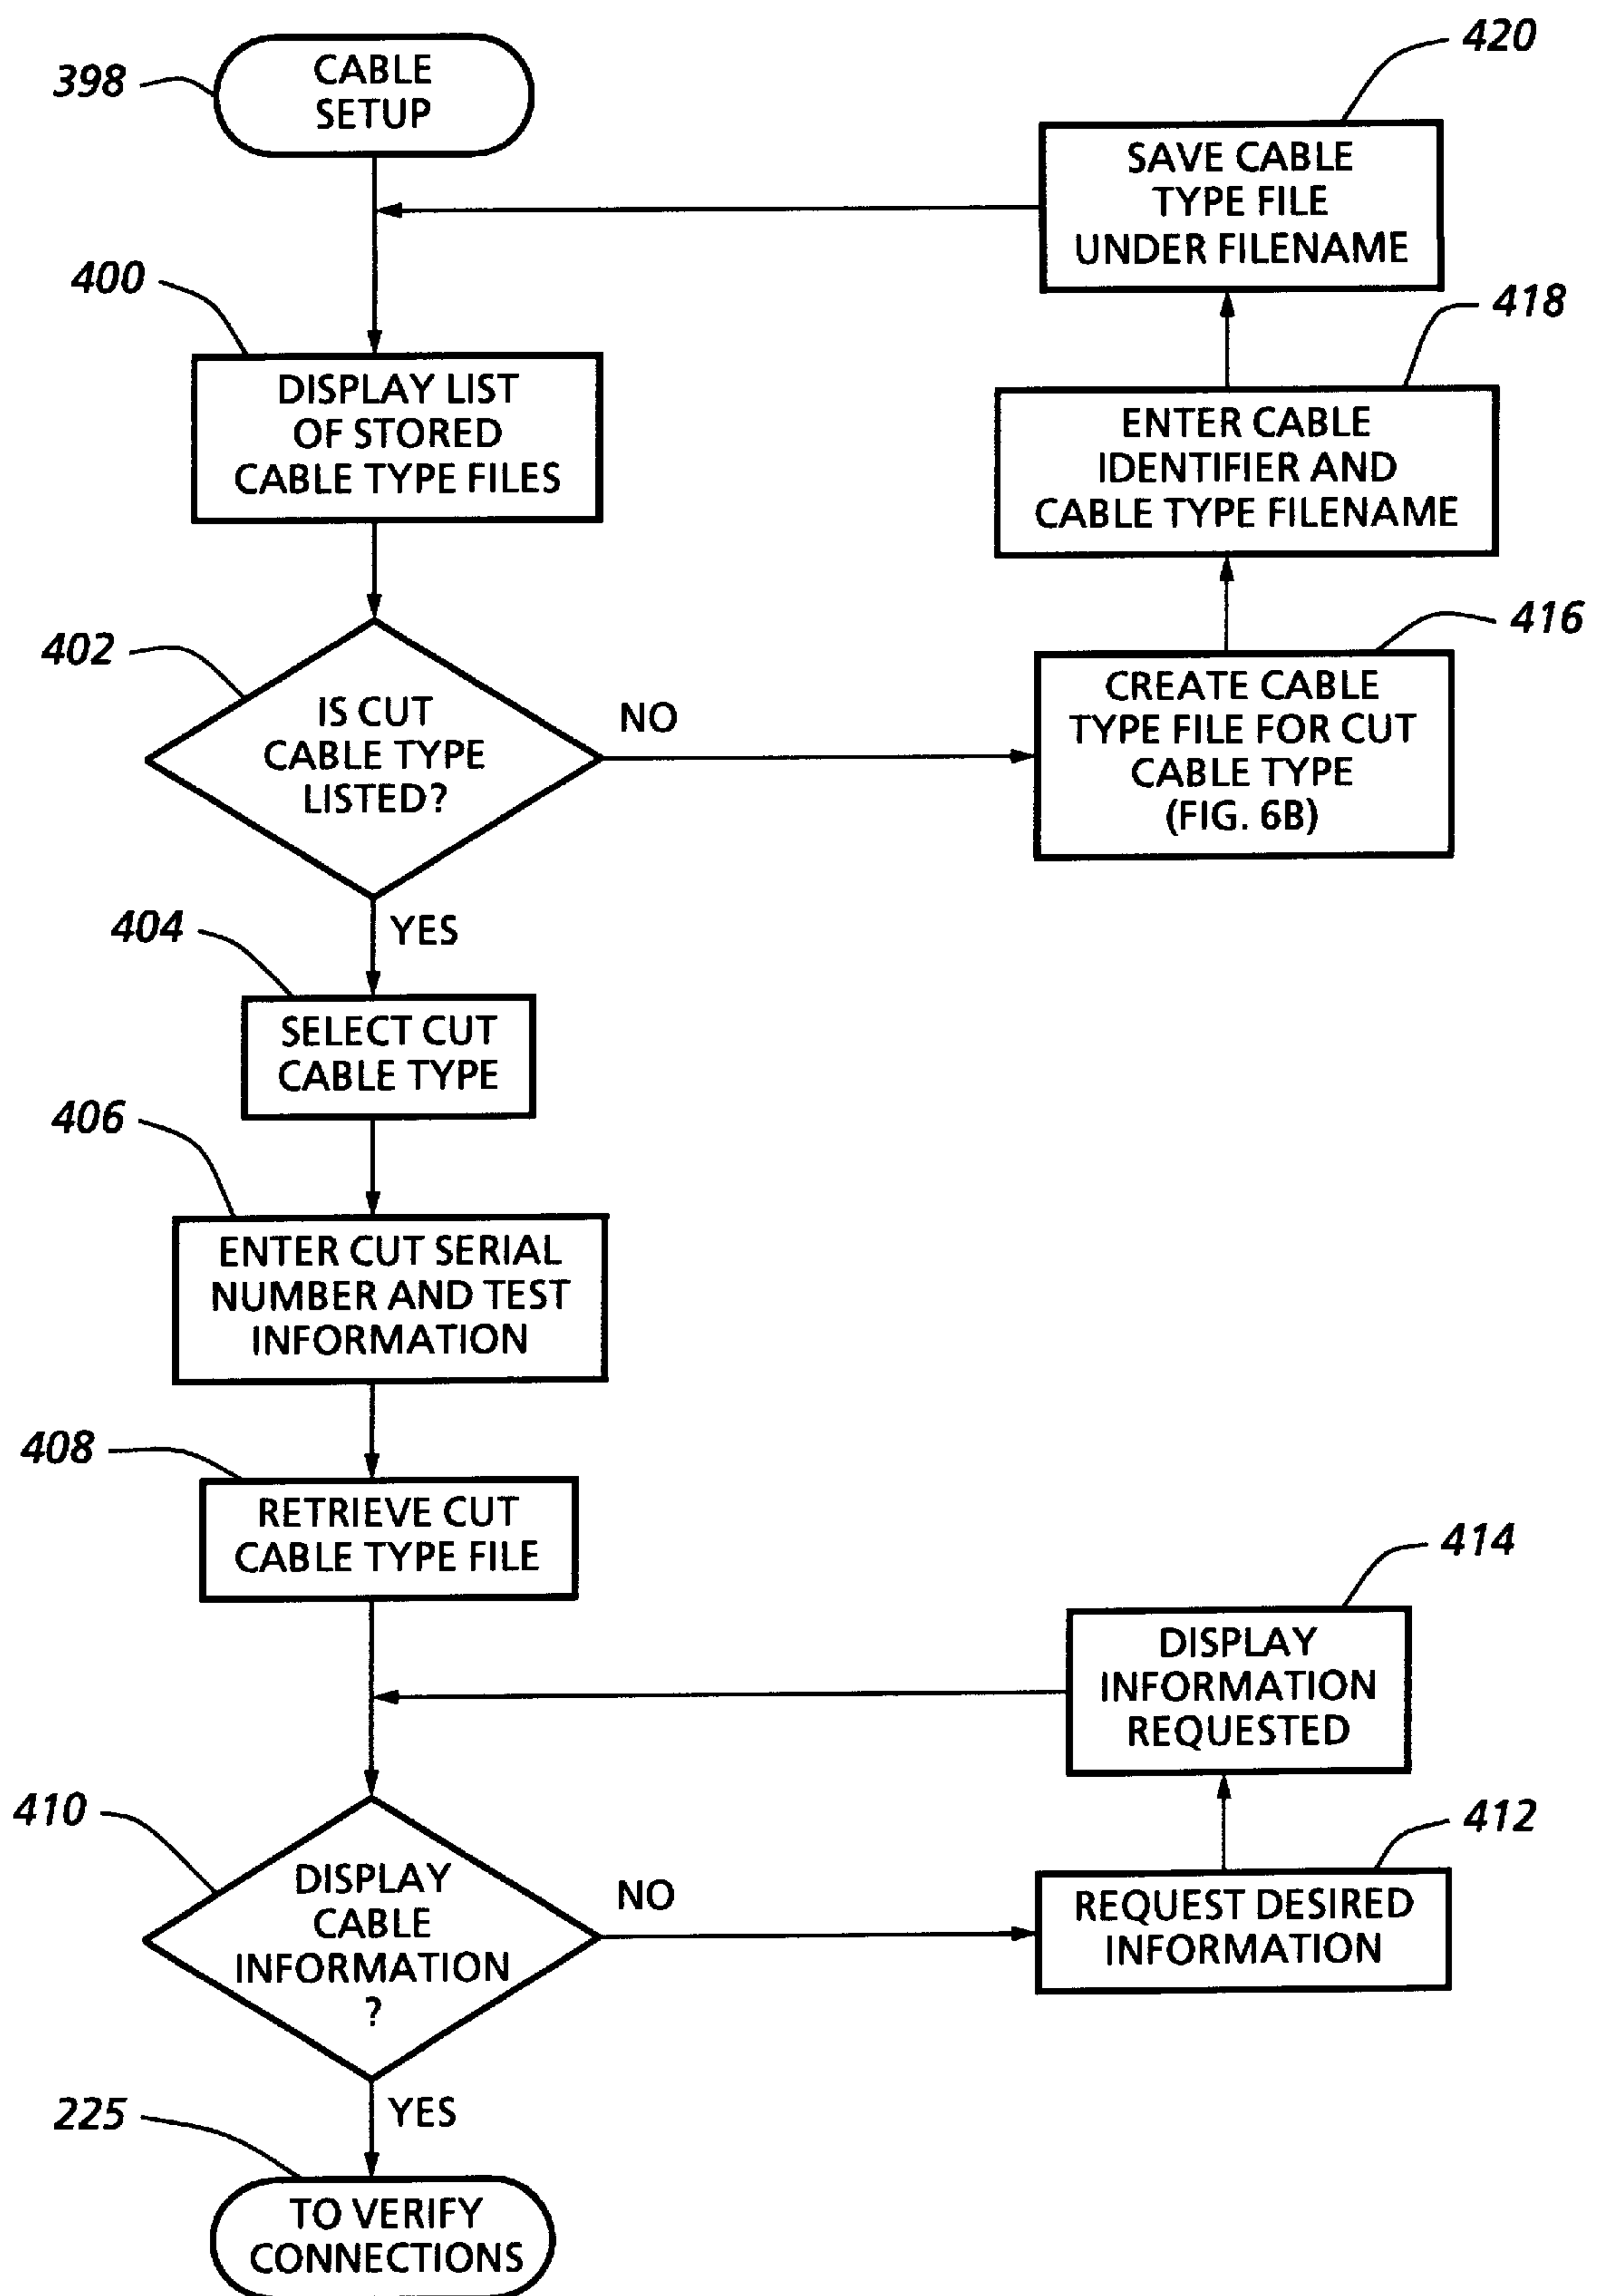 398
CABLE
SETUP
420
SAVE CABLE
TYPE FILE
UNDER FILENAME
400
DISPLAY LIST
OF STORED
CABLE TYPE FILES
418
ENTER CABLE
IDENTIFIER AND
CABLE TYPE FILENAME
402
IS CUT
CABLE TYPE
LISTED?
NO
416
CREATE CABLE
TYPE FILE FOR CUT
CABLE TYPE
(FIG. 6B)
YES
404
SELECT CUT
CABLE TYPE
406
ENTER CUT SERIAL
NUMBER AND TEST
INFORMATION
408
RETRIEVE CUT
CABLE TYPE FILE
414
DISPLAY
INFORMATION
REQUESTED
410
DISPLAY
CABLE
INFORMATION
?
NO
412
REQUEST DESIRED
INFORMATION
YES
225
TO VERIFY
CONNECTIONS